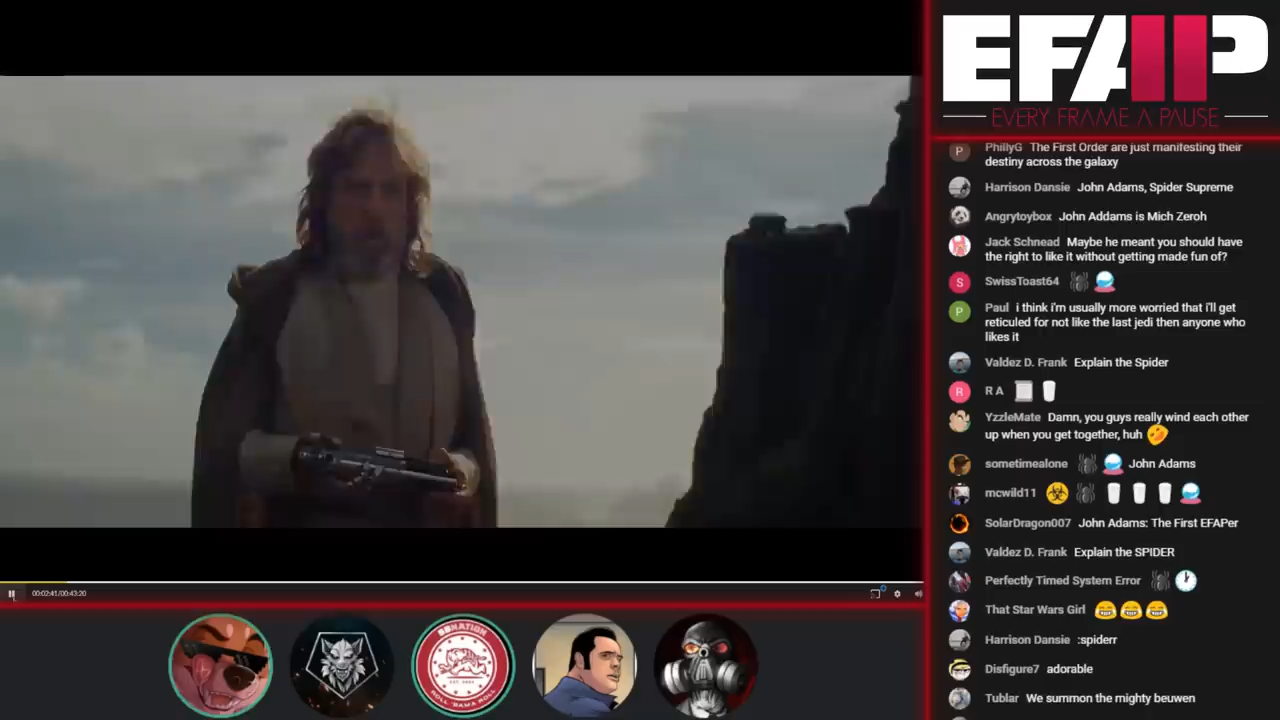 EFAP
EVERY FRAME A PAUSE
P PhillyG The First Order are just manifesting their
destiny across the galaxy
Harrison Dansie John Adams, Spider Supreme
Angrytoybox John Addams is Mich Zeroh
Jack Schnead Maybe he meant you should have
the right to like it without getting made fun of?
S SwissToast64
P Paul i think i'm usually more worried that i'll get
reticuled for not like the last jedi then anyone who
likes it
Valdez D. Frank Explain the Spider
R R A
YzzleMate Damn, you guys really wind each other
up when you get together, huh
sometimealone John Adams
mcwild11
SolarDragon007 John Adams: The First EFAPer
Valdez D. Frank Explain the SPIDER
Perfectly Timed System Error
That Star Wars Girl
Harrison Dansie :spiderr
Disfigure7 adorable
Tublar We summon the mighty beuwen
00:02:41/00:43:20
BAMANATION
ROLL 'BAMA ROLL